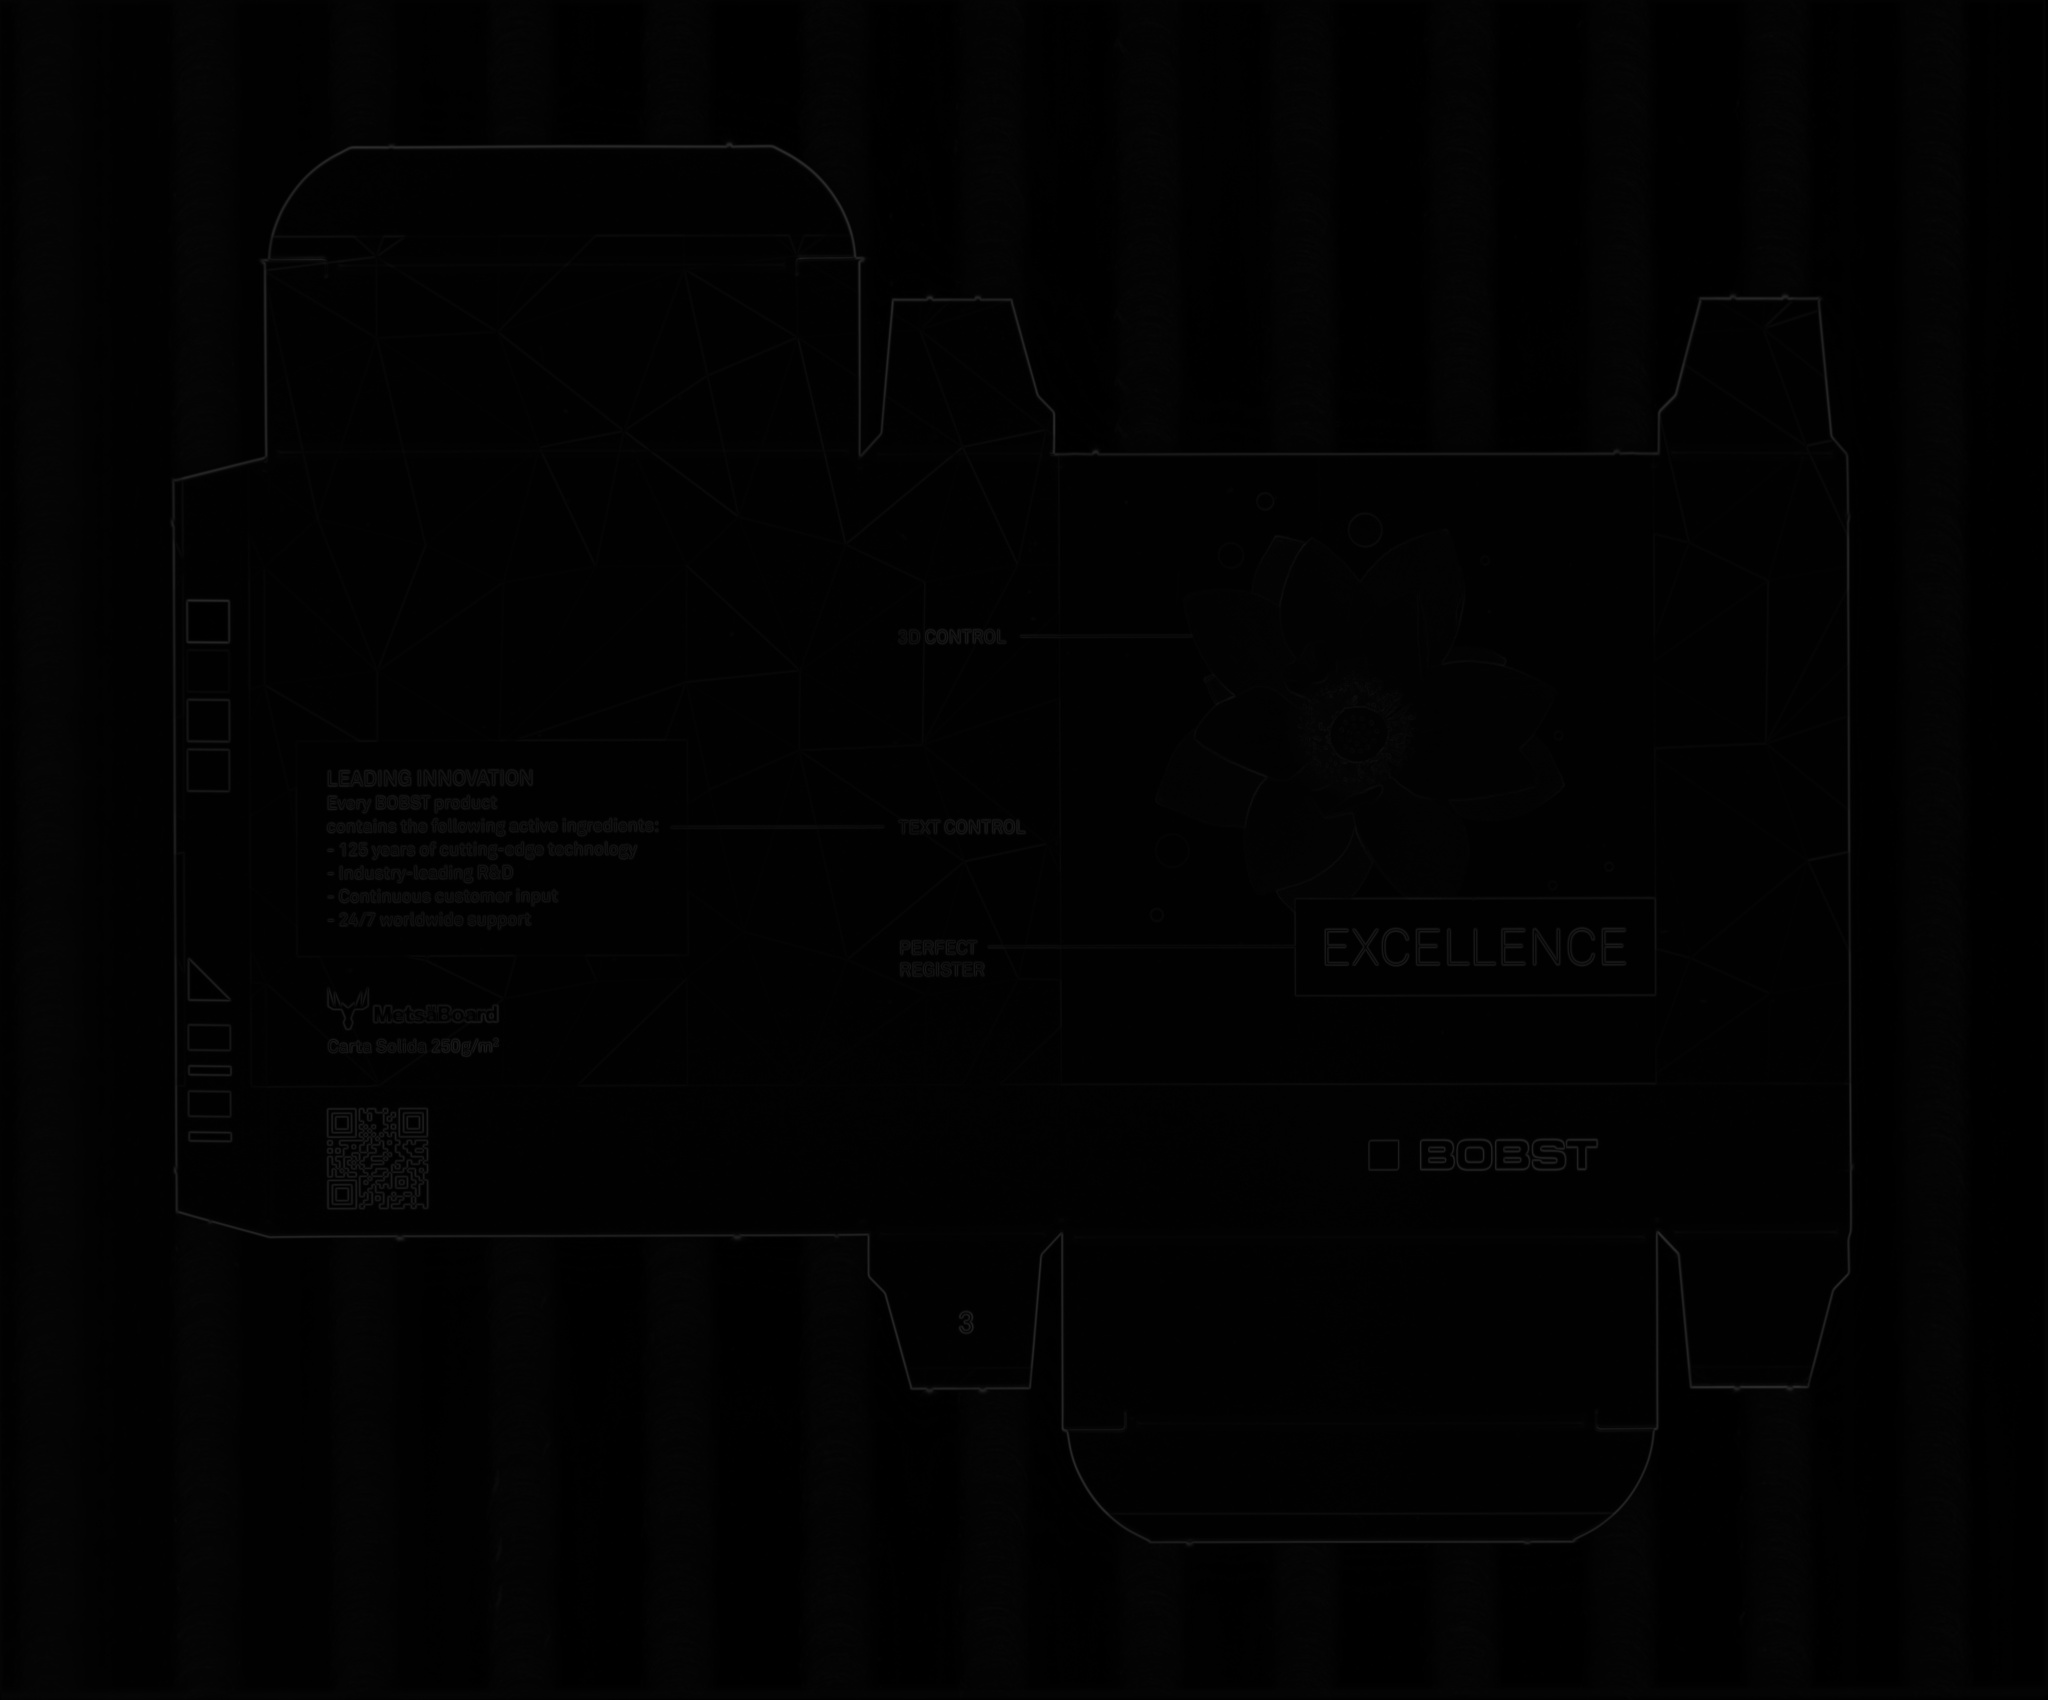 3D CONTROL
LEADING INNOVATION
Every BOBST product
contains the following active ingredients:
- 125 years of cutting-edge technology
- Industry-leading R&D
- Continuous customer input
- 24/7 worldwide support
TEXT CONTROL
PERFECT
REGISTER
EXCELLENCE
MetsäBoard
Carta Solida 250g/m²
BOBST
3